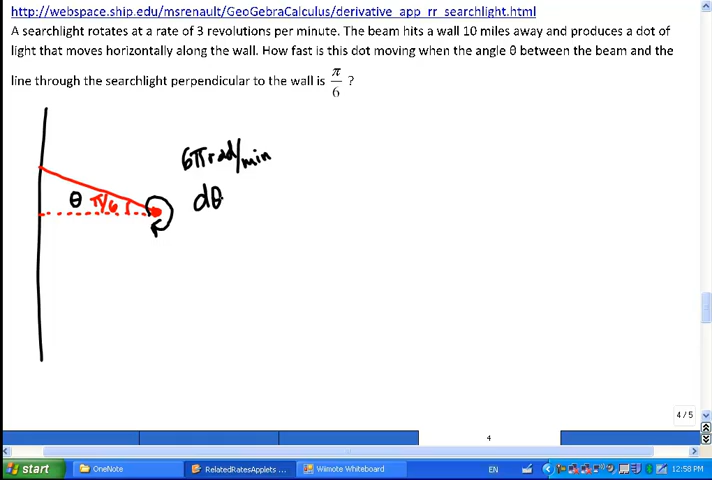 http://webspace.ship.edu/msrenault/GeoGebraCalculus/derivative_app_rr_searchlight.html
A searchlight rotates at a rate of 3 revolutions per minute. The beam hits a wall 10 miles away and produces a dot of
light that moves horizontally along the wall. How fast is this dot moving when the angle θ between the beam and the
line through the searchlight perpendicular to the wall is π/6 ?
6π rad/min
θ π/6
dθ
4 / 5
4
start
OneNote
RelatedRatesApplets ...
Wiimote Whiteboard
EN
12:58 PM